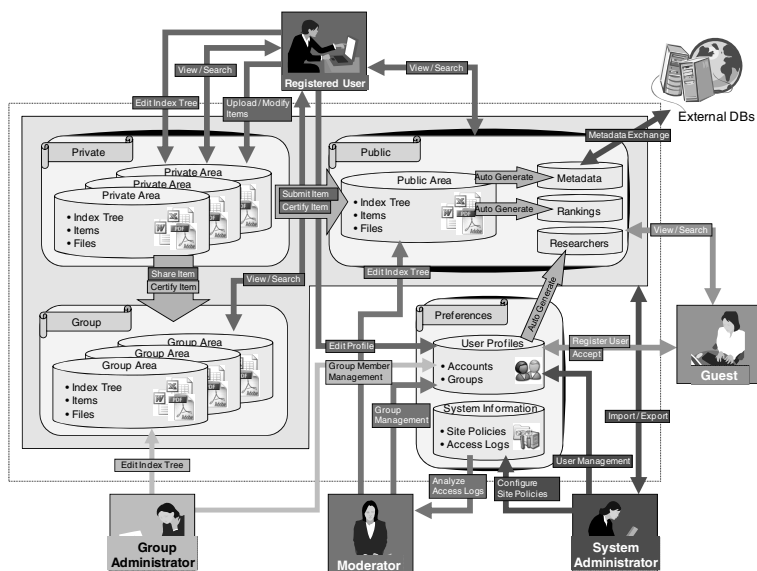 Registered User
View / Search
View / Search
Edit Index Tree
Upload / Modify
Items
External DBs
Metadata Exchange
Private
Private Area
Private Area
Private Area
• Index Tree
• Items
• Files
Submit Item
Certify Item
Public
Public Area
• Index Tree
• Items
• Files
Auto Generate
Metadata
Auto Generate
Rankings
Researchers
View / Search
Share Item
Certify Item
View / Search
Edit Index Tree
Auto Generate
Group
Group Area
Group Area
Group Area
• Index Tree
• Items
• Files
Preferences
User Profiles
• Accounts
• Groups
Edit Profile
Group Member
Management
Group
Management
Register User
Accept
Guest
System Information
• Site Policies
• Access Logs
Import / Export
User Management
Edit Index Tree
Analyze
Access Logs
Configure
Site Policies
Group
Administrator
Moderator
System
Administrator